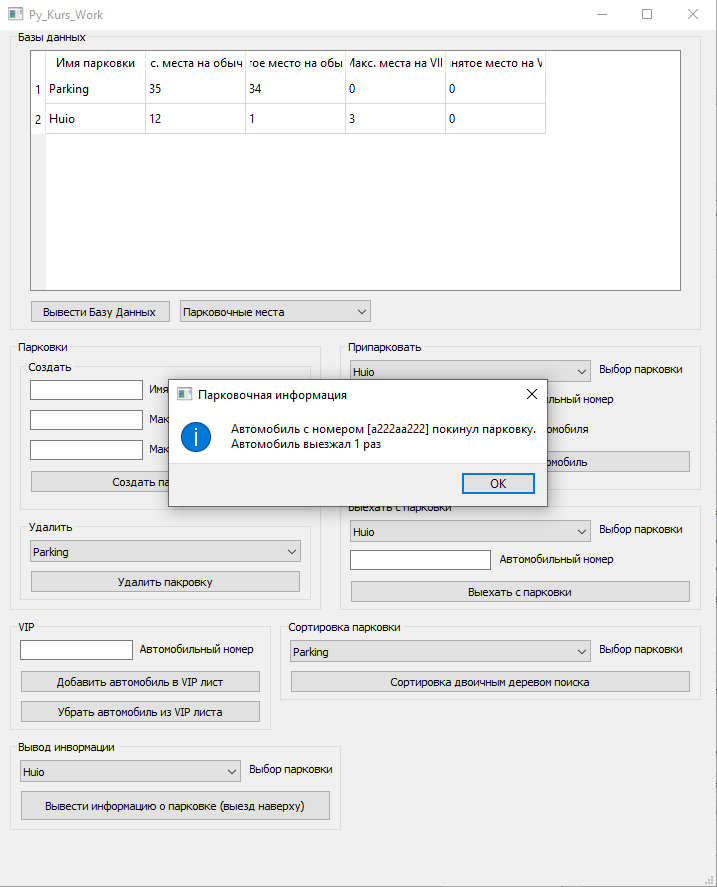 Py_Kurs_Work
Базы данных
Имя парковки с. места на обыч тое место на обы Макс. места на VII нятое место на V
1 Parking 35 34 0 0
2 Huio 12 1 3 0
Вывести Базу Данных Парковочные места
Парковки
Создать
Имя
Мак
Мак
Создать па
Удалить
Parking
Удалить пакровку
Припарковать
Huio Выбор парковки
ьный номер
омобиля
омобиль
Парковочная информация
Автомобиль с номером [a222aa222] покинул парковку.
Автомобиль выезжал 1 раз
OK
Выехать с парковки
Huio Выбор парковки
Автомобильный номер
Выехать с парковки
VIP
Автомобильный номер
Добавить автомобиль в VIP лист
Убрать автомобиль из VIP листа
Сортировка парковки
Parking Выбор парковки
Сортировка двоичным деревом поиска
Вывод инвормации
Huio Выбор парковки
Вывести информацию о парковке (выезд наверху)